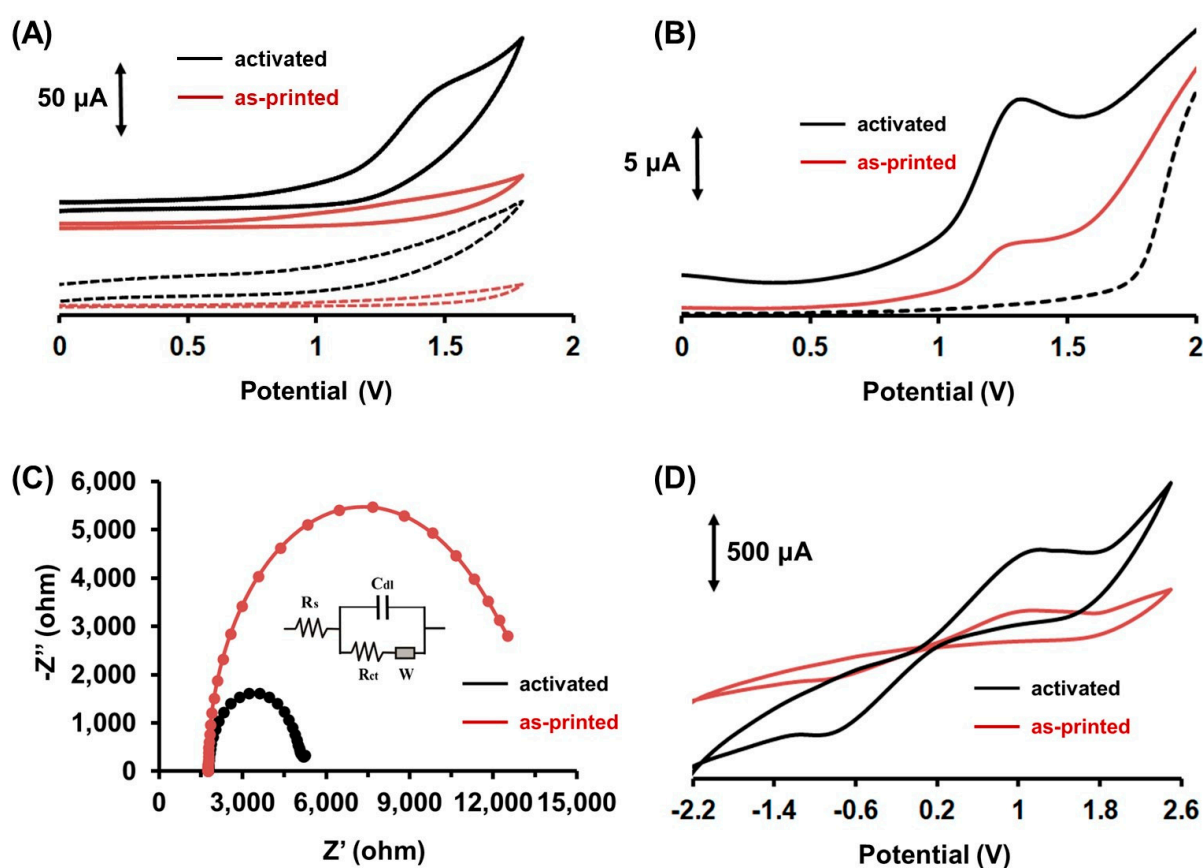 (A)
50 µA
activated
as-printed
0
0.5
1
1.5
2
Potential (V)
(B)
5 µA
activated
as-printed
0
0.5
1
1.5
2
Potential (V)
(C)
6,000
5,000
4,000
3,000
2,000
1,000
0
-Z” (ohm)
Rs
Cdl
Rct
W
activated
as-printed
0
3,000
6,000
9,000
12,000
15,000
Z’ (ohm)
(D)
500 µA
activated
as-printed
-2.2
-1.4
-0.6
0.2
1
1.8
2.6
Potential (V)